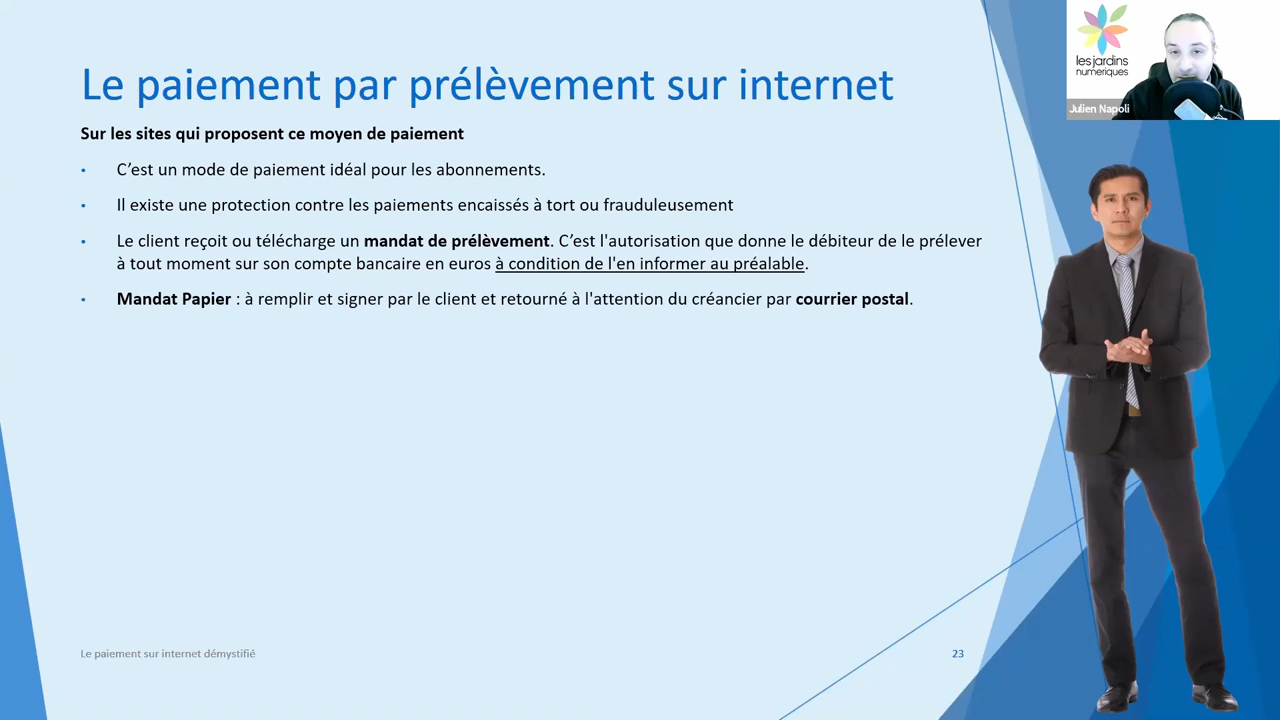 Le paiement par prélèvement sur internet
Sur les sites qui proposent ce moyen de paiement
• C’est un mode de paiement idéal pour les abonnements.
• Il existe une protection contre les paiements encaissés à tort ou frauduleusement
• Le client reçoit ou télécharge un mandat de prélèvement. C’est l'autorisation que donne le débiteur de le prélever
à tout moment sur son compte bancaire en euros à condition de l'en informer au préalable.
• Mandat Papier : à remplir et signer par le client et retourné à l'attention du créancier par courrier postal.
Le paiement sur internet démystifié
23
les jardins
numeriques
Julien Napoli